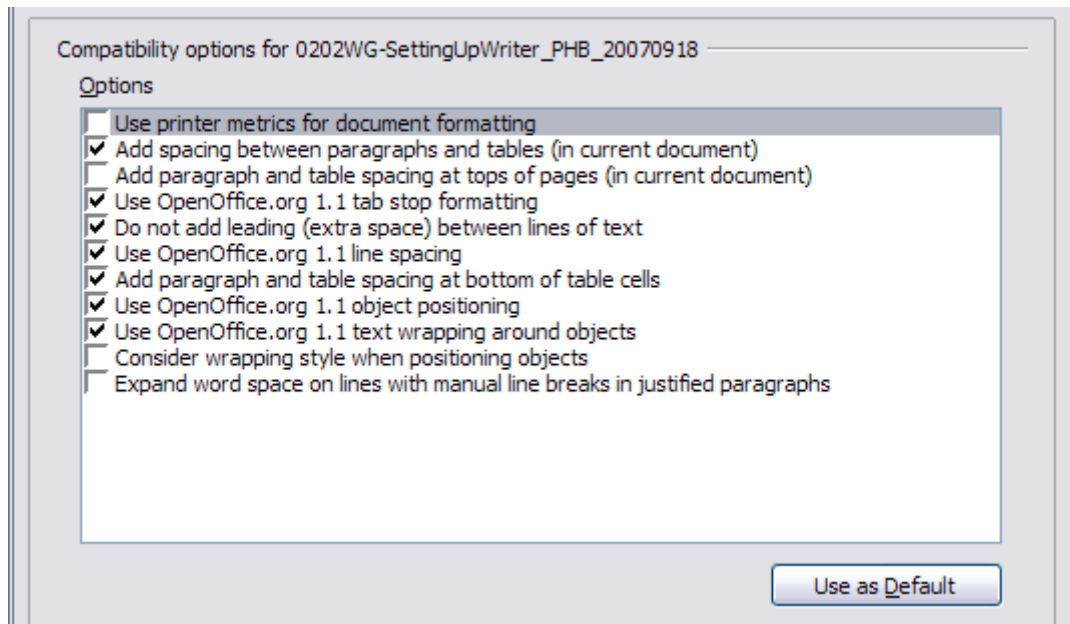 Compatibility options for 0202WG-SettingUpWriter_PHB_20070918
Options
Use printer metrics for document formatting
Add spacing between paragraphs and tables (in current document)
Add paragraph and table spacing at tops of pages (in current document)
Use OpenOffice.org 1.1 tab stop formatting
Do not add leading (extra space) between lines of text
Use OpenOffice.org 1.1 line spacing
Add paragraph and table spacing at bottom of table cells
Use OpenOffice.org 1.1 object positioning
Use OpenOffice.org 1.1 text wrapping around objects
Consider wrapping style when positioning objects
Expand word space on lines with manual line breaks in justified paragraphs
Use as Default